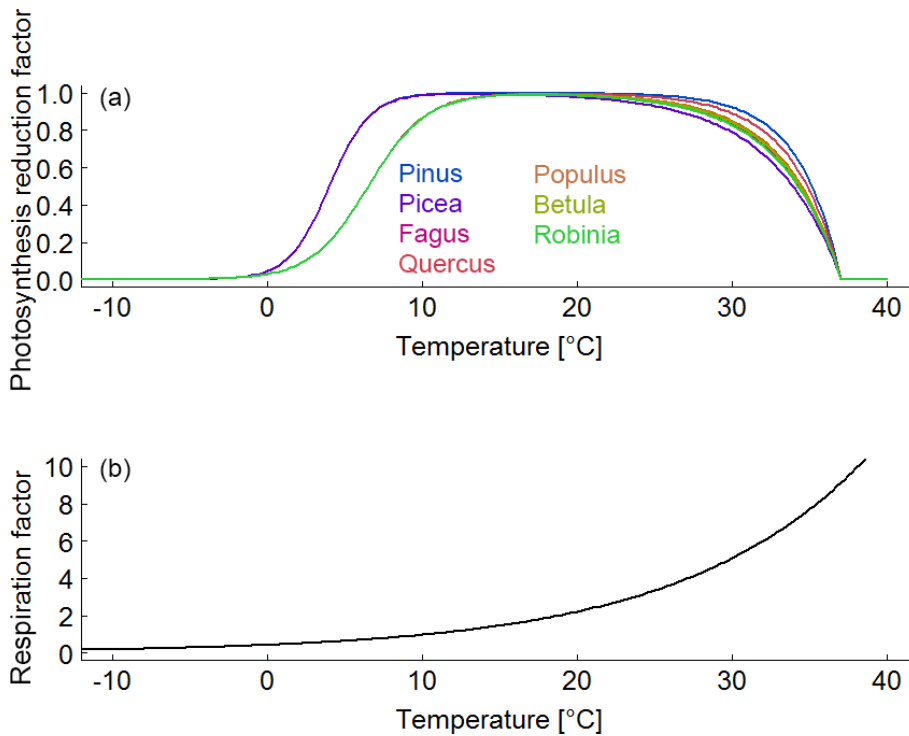 Photosynthesis reduction factor
(a)
1.0
0.8
0.6
0.4
0.2
0.0
Pinus Populus
Picea Betula
Fagus Robinia
Quercus
-10 0 10 20 30 40
Temperature [°C]
Respiration factor
(b)
10
8
6
4
2
0
-10 0 10 20 30 40
Temperature [°C]